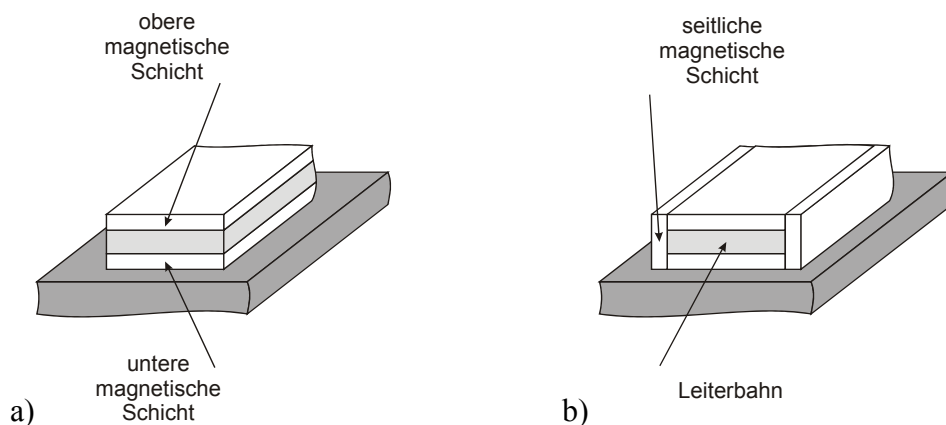 obere
magnetische
Schicht
untere
magnetische
Schicht
a)
seitliche
magnetische
Schicht
Leiterbahn
b)